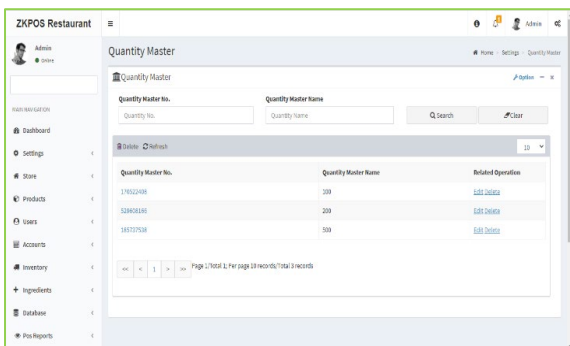 ZKPOS Restaurant
Admin
Admin
Online
Quantity Master
Home > Settings > Quantity Master
Quantity Master
Option
Quantity Master No.
Quantity Master Name
Quantity No.
Quantity Name
Search
Clear
MAIN NAVIGATION
Dashboard
Settings
Store
Products
Users
Accounts
Inventory
Ingredients
Database
Pos Reports
Delete Refresh
10
Quantity Master No. Quantity Master Name Related Operation
100 Edit Delete
200 Edit Delete
500 Edit Delete
<< < 1 > >> Page 1/Total 1; Per page 10 records/Total 3 records